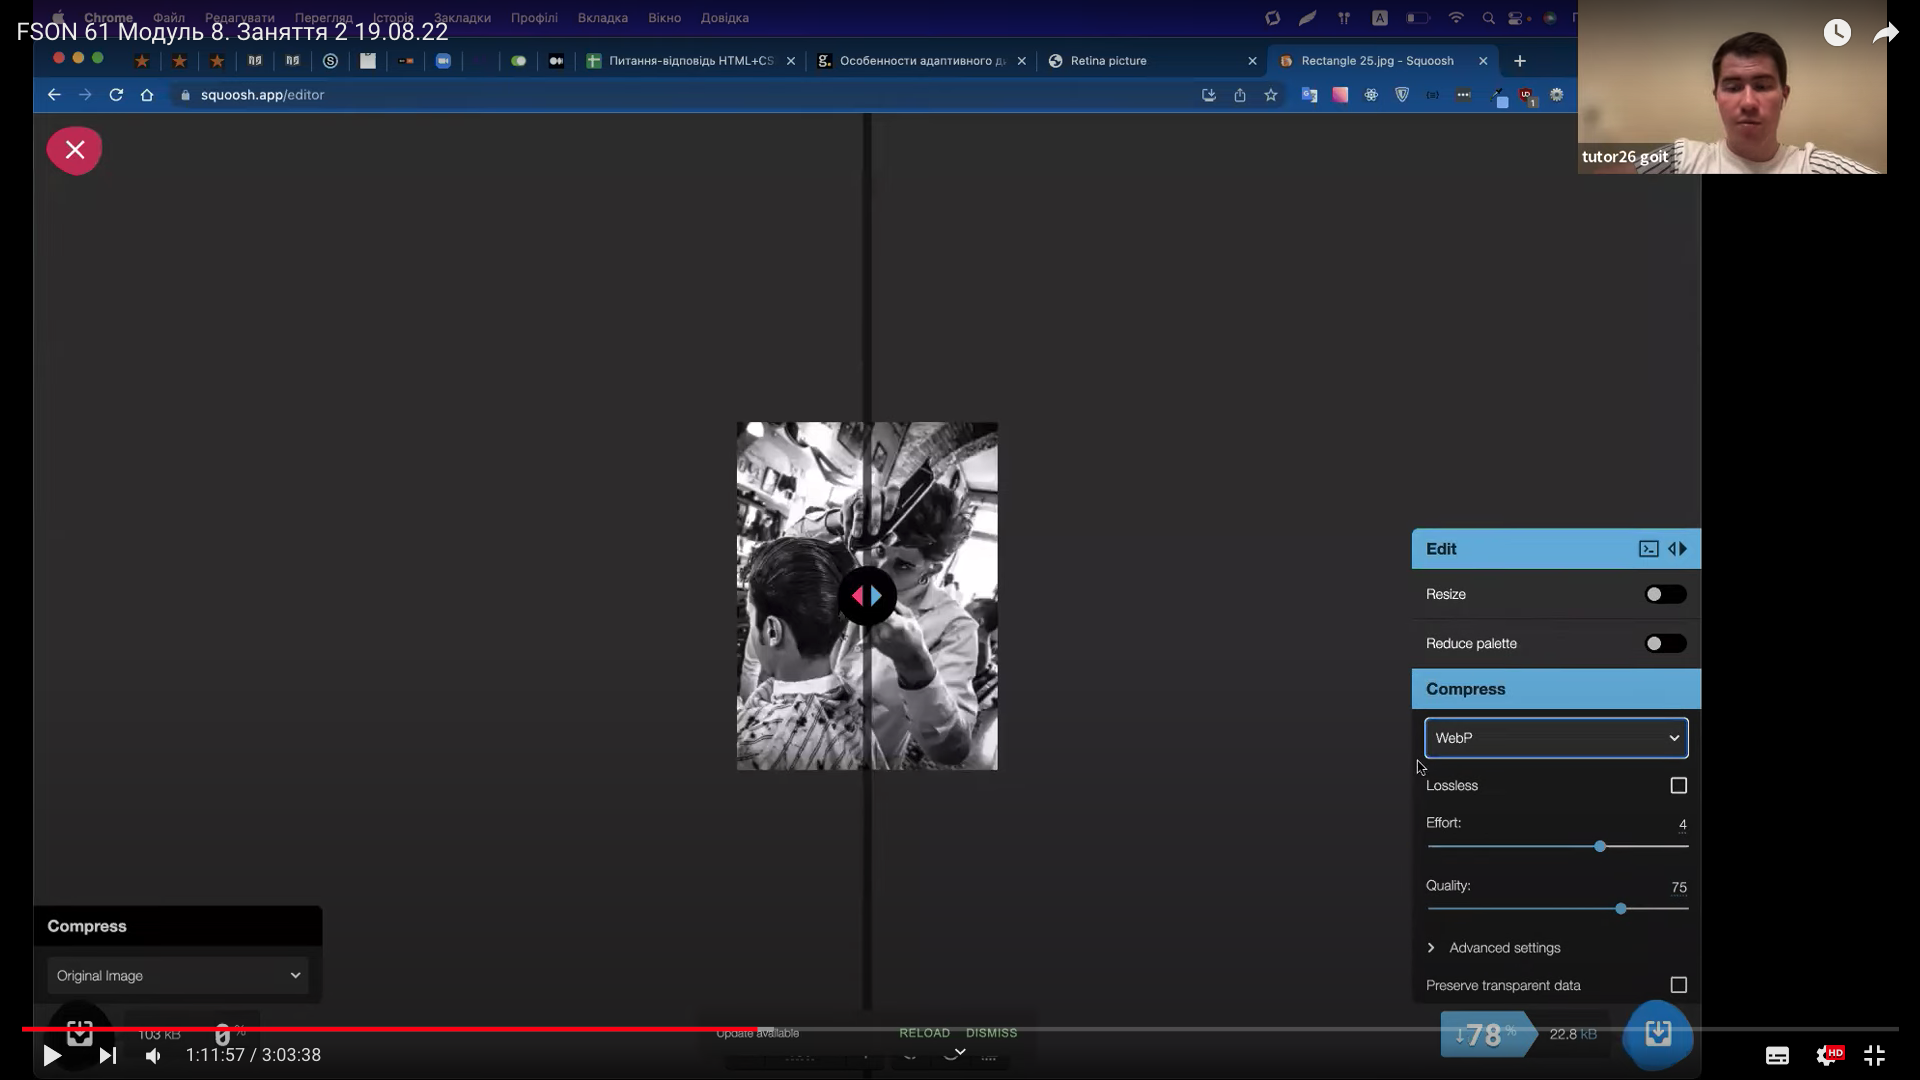 Chrome Файл Редагувати Перегляд Історія Закладки Профілі Вкладка Вікно Довідка
FSON 61 Модуль 8. Заняття 2 19.08.22
Питання-відповідь HTML+CS
Особенности адаптивного д
Retina picture
Rectangle 25.jpg - Squoosh
squoosh.app/editor
tutor26 goit
Edit
Resize
Reduce palette
Compress
WebP
Lossless
Effort: 4
Quality: 75
Advanced settings
Preserve transparent data
Compress
Original Image
103 kB 0 %
Update available RELOAD DISMISS
↓78 % 22.8 kB
1:11:57 / 3:03:38
HD